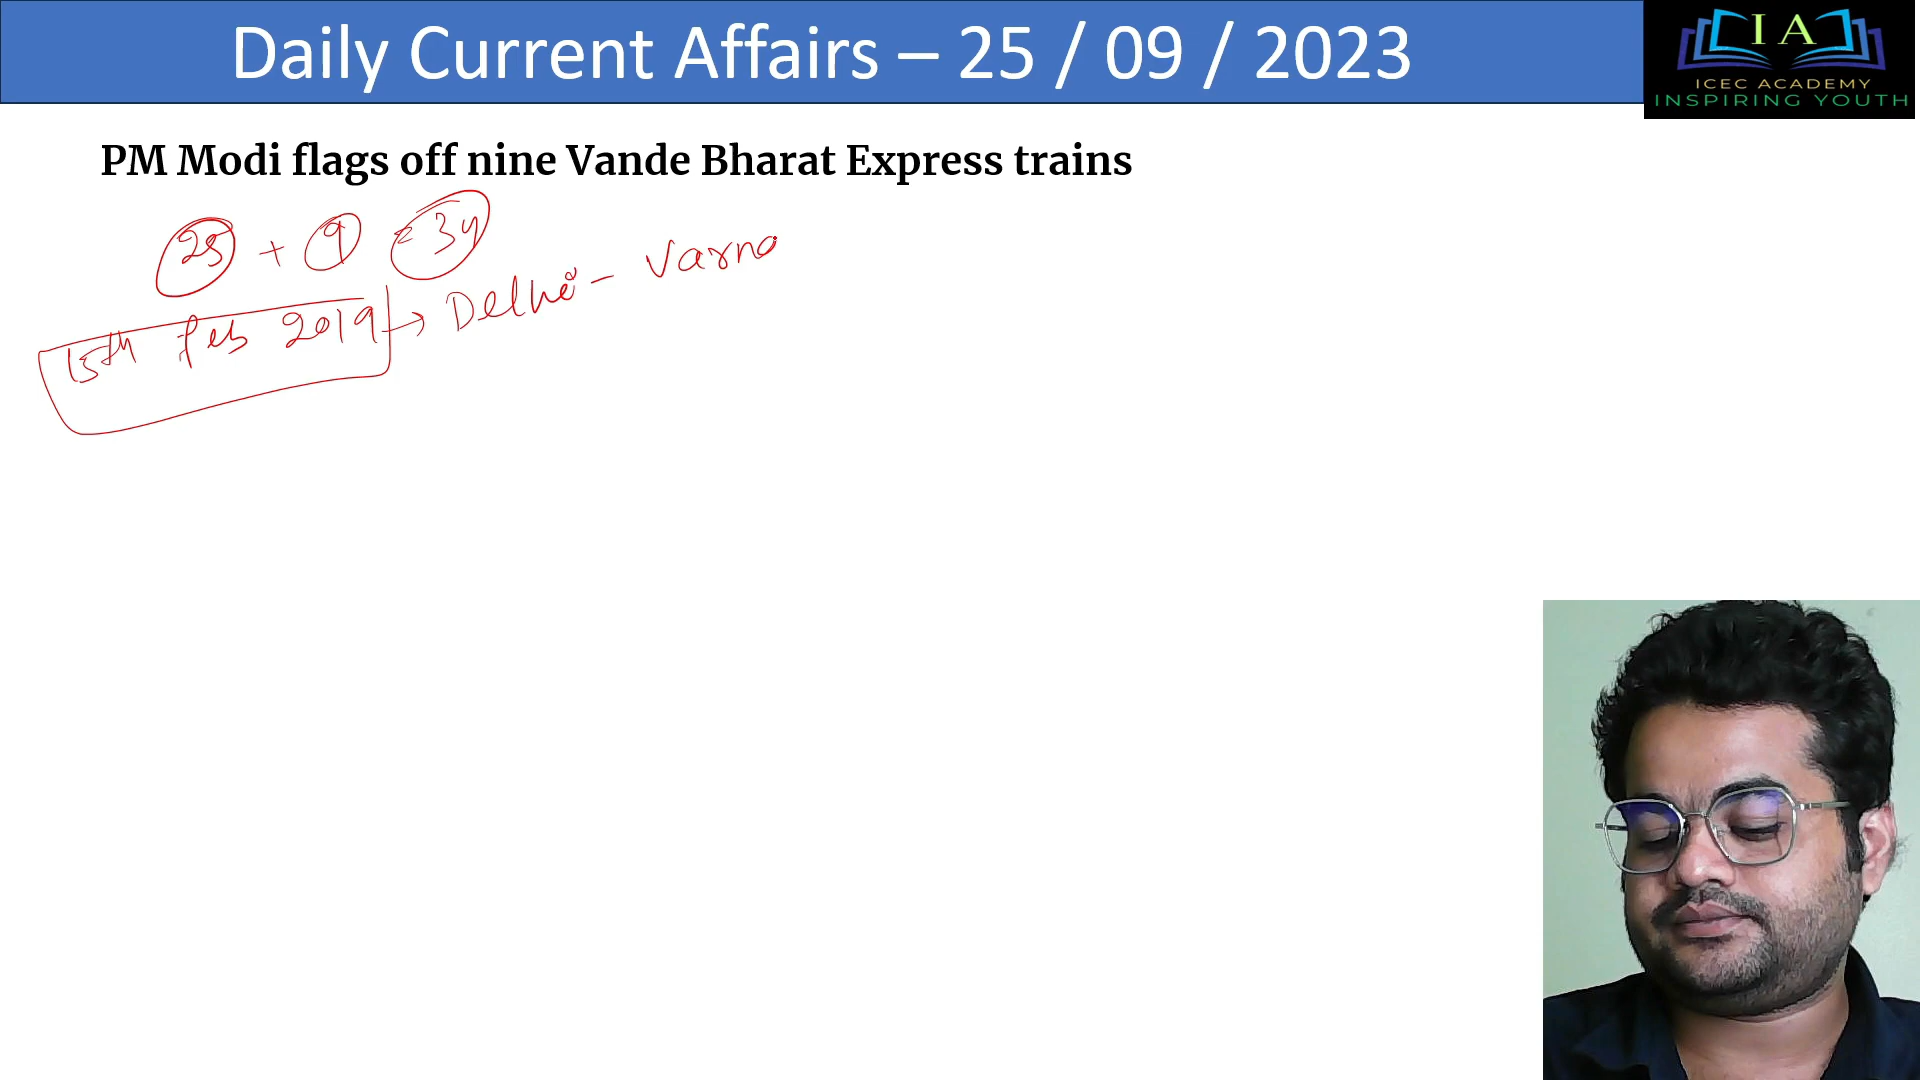 Daily Current Affairs – 25 / 09 / 2023
I A
ICEC ACADEMY
INSPIRING YOUTH
PM Modi flags off nine Vande Bharat Express trains
25 + 9 = 34
15th Feb 2019 → Delhi - Varna